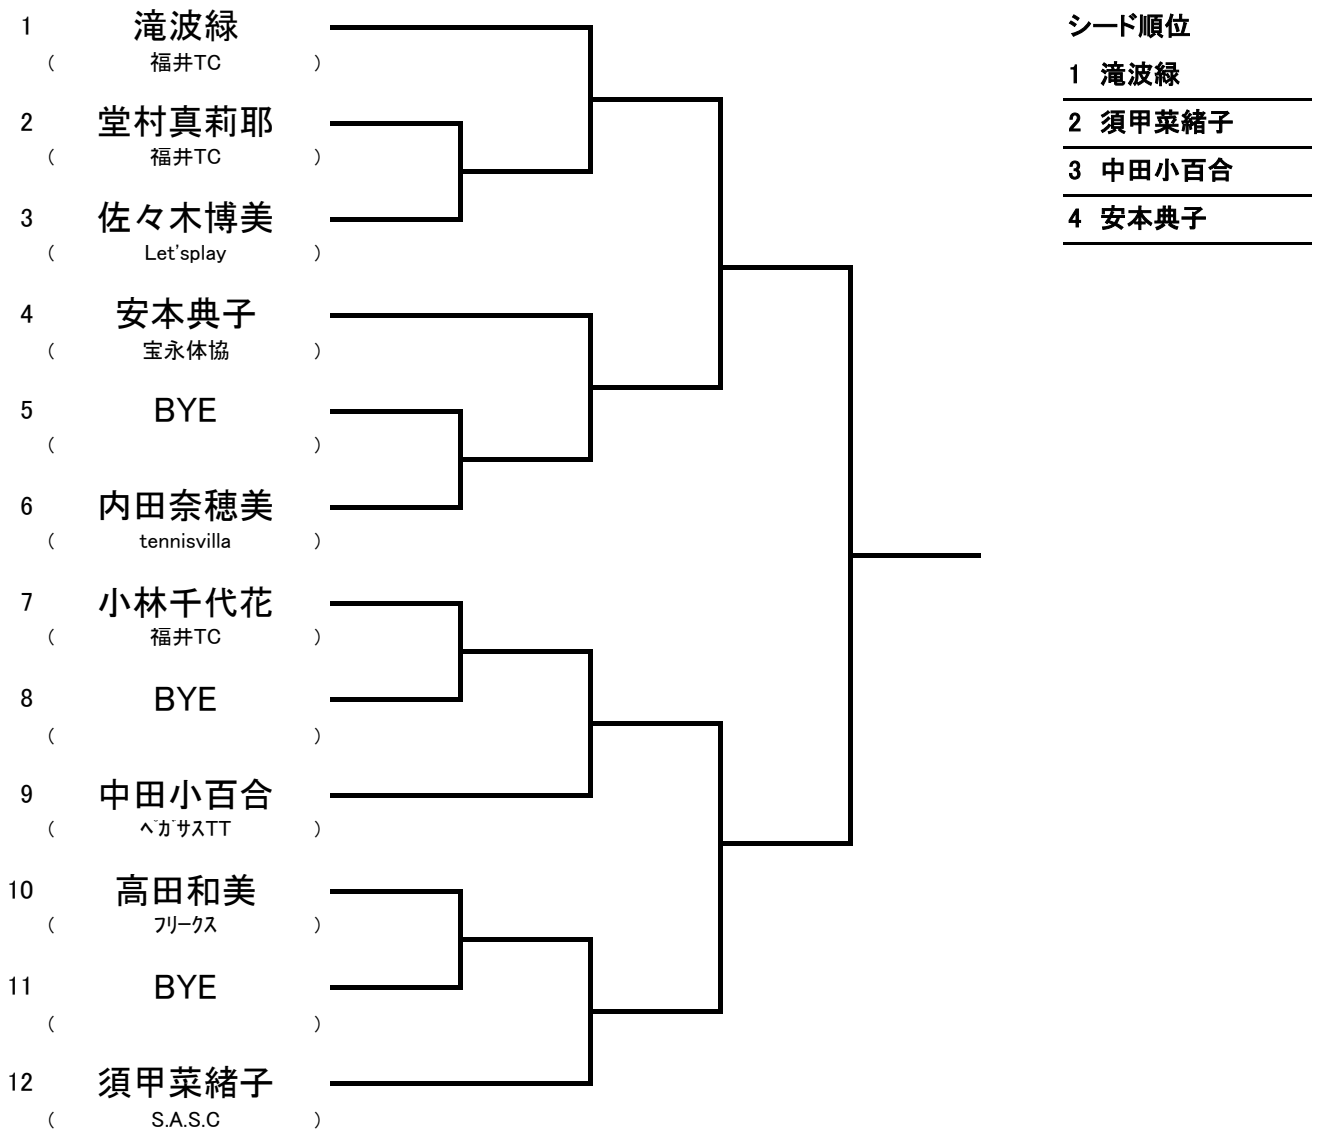 1 滝波緑
( 福井TC )
2 堂村真莉耶
( 福井TC )
3 佐々木博美
( Let'splay )
4 安本典子
( 宝永体協 )
5 BYE
( )
6 内田奈穂美
( tennisvilla )
7 小林千代花
( 福井TC )
8 BYE
( )
9 中田小百合
( ﾍﾟｶﾞｻｽTT )
10 高田和美
( ﾌﾘｰｸｽ )
11 BYE
( )
12 須甲菜緒子
( S.A.S.C )
シード順位
1 滝波緑
2 須甲菜緒子
3 中田小百合
4 安本典子